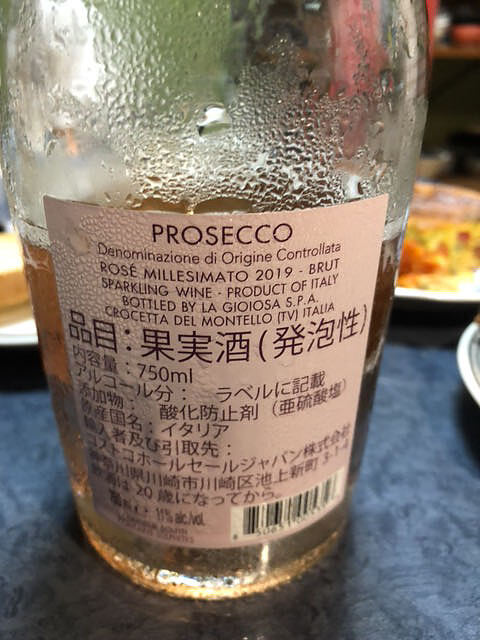 PROSECCO
Denominazione di Origine Controllata
ROSÉ MILLESIMATO 2019 - BRUT
SPARKLING WINE - PRODUCT OF ITALY
BOTTLED BY LA GIOIOSA S.P.A.
CROCETTA DEL MONTELLO (TV) ITALIA
品目：果実酒(発泡性)
内容量：750ml
アルコール分： ラベルに記載
添加物： 酸化防止剤（亜硫酸塩）
原産国名：イタリア
輸入者及び引取先：
コストコホールセールジャパン株式会社
神奈川県川崎市川崎区池上新町 3-1-4
飲酒は20歳になってから。
11% alc./vol.